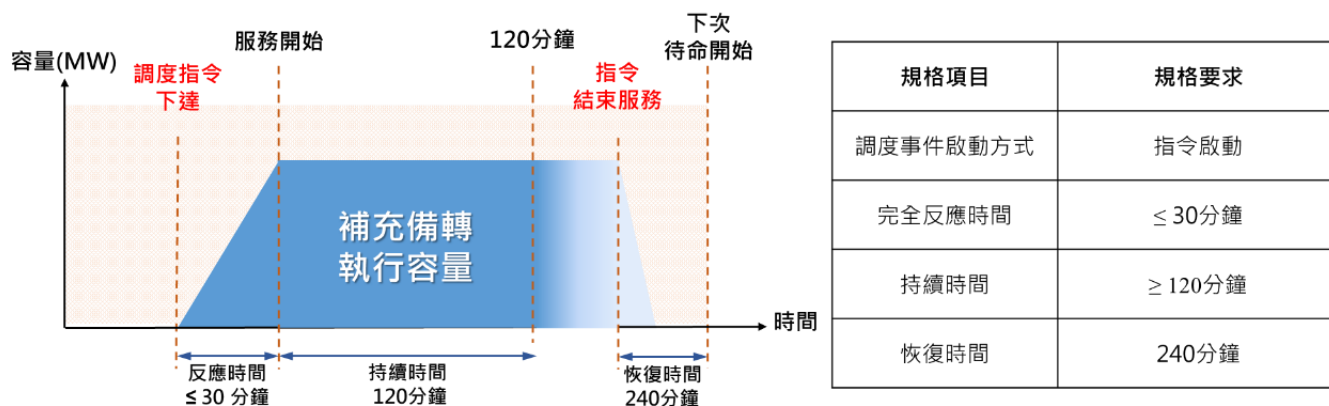 容量(MW)
調度指令
下達
服務開始
120分鐘
指令
結束服務
下次
待命開始
補充備轉
執行容量
時間
反應時間
≤ 30 分鐘
持續時間
120分鐘
恢復時間
240分鐘
規格項目 規格要求
調度事件啟動方式 指令啟動
完全反應時間 ≤ 30分鐘
持續時間 ≥ 120分鐘
恢復時間 240分鐘